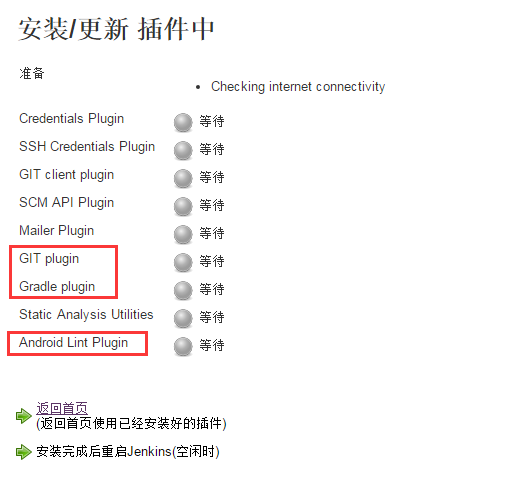 安装/更新 插件中
准备
Checking internet connectivity
Credentials Plugin 等待
SSH Credentials Plugin 等待
GIT client plugin 等待
SCM API Plugin 等待
Mailer Plugin 等待
GIT plugin 等待
Gradle plugin 等待
Static Analysis Utilities 等待
Android Lint Plugin 等待
返回首页
(返回首页使用已经安装好的插件)
安装完成后重启Jenkins(空闲时)